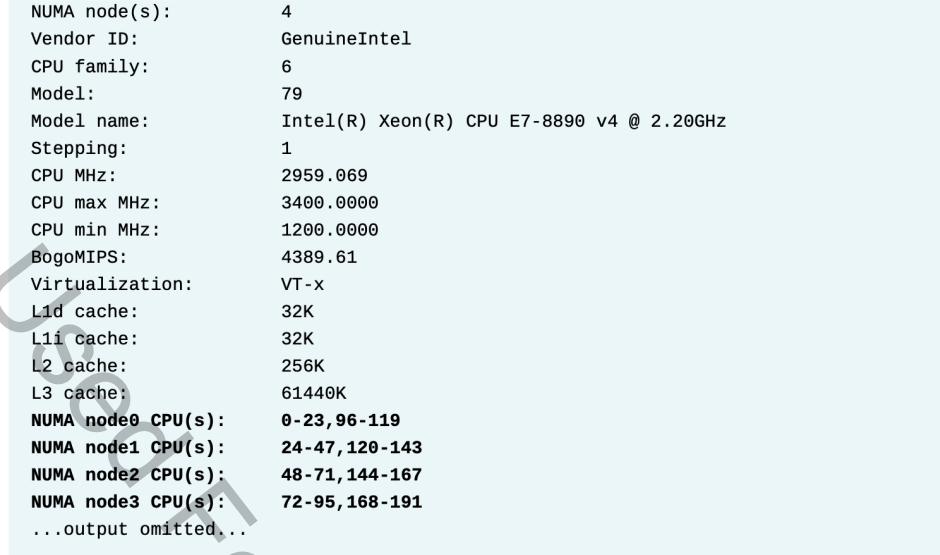 NUMA node(s): 4
Vendor ID: GenuineIntel
CPU family: 6
Model: 79
Model name: Intel(R) Xeon(R) CPU E7-8890 v4 @ 2.20GHz
Stepping: 1
CPU MHz: 2959.069
CPU max MHz: 3400.0000
CPU min MHz: 1200.0000
BogoMIPS: 4389.61
Virtualization: VT-x
L1d cache: 32K
L1i cache: 32K
L2 cache: 256K
L3 cache: 61440K
NUMA node0 CPU(s): 0-23,96-119
NUMA node1 CPU(s): 24-47,120-143
NUMA node2 CPU(s): 48-71,144-167
NUMA node3 CPU(s): 72-95,168-191
...output omitted...
Used